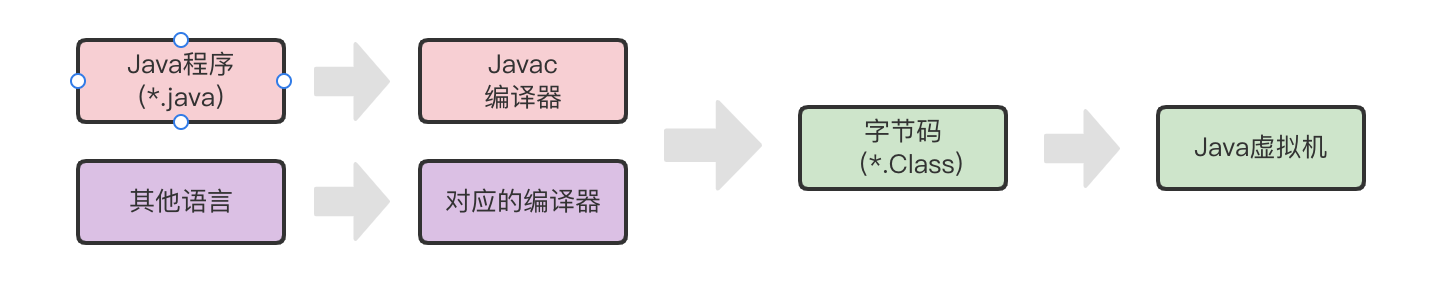 Java程序
(*.java)
Javac
编译器
其他语言
对应的编译器
字节码
(*.Class)
Java虚拟机